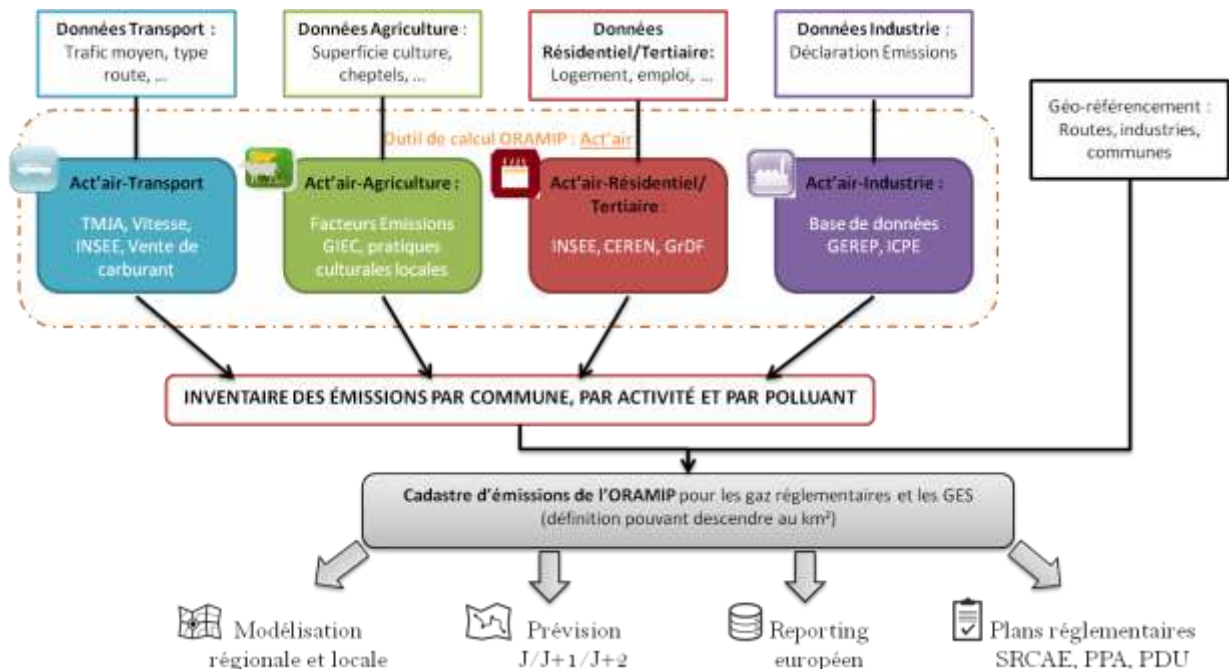 Données Transport :
Trafic moyen, type
route, ...
Données Agriculture :
Superficie culture,
cheptels, ...
Données
Résidentiel/Tertiaire:
Logement, emploi, ...
Données Industrie :
Déclaration Emissions
Géo-référencement :
Routes, industries,
communes
Outil de calcul ORAMIP : Act'air
Act'air-Transport
TMJA, Vitesse,
INSEE, Vente de
carburant
Act'air-Agriculture :
Facteurs Emissions
GIEC, pratiques
culturales locales
Act'air-Résidentiel/
Tertiaire :
INSEE, CEREN, GrDF
Act'air-Industrie :
Base de données
GEREP, ICPE
INVENTAIRE DES ÉMISSIONS PAR COMMUNE, PAR ACTIVITÉ ET PAR POLLUANT
Cadastre d'émissions de l'ORAMIP pour les gaz réglementaires et les GES
(définition pouvant descendre au km²)
Modélisation
régionale et locale
Prévision
J/J+1/J+2
Reporting
européen
Plans réglementaires
SRCAE, PPA, PDU